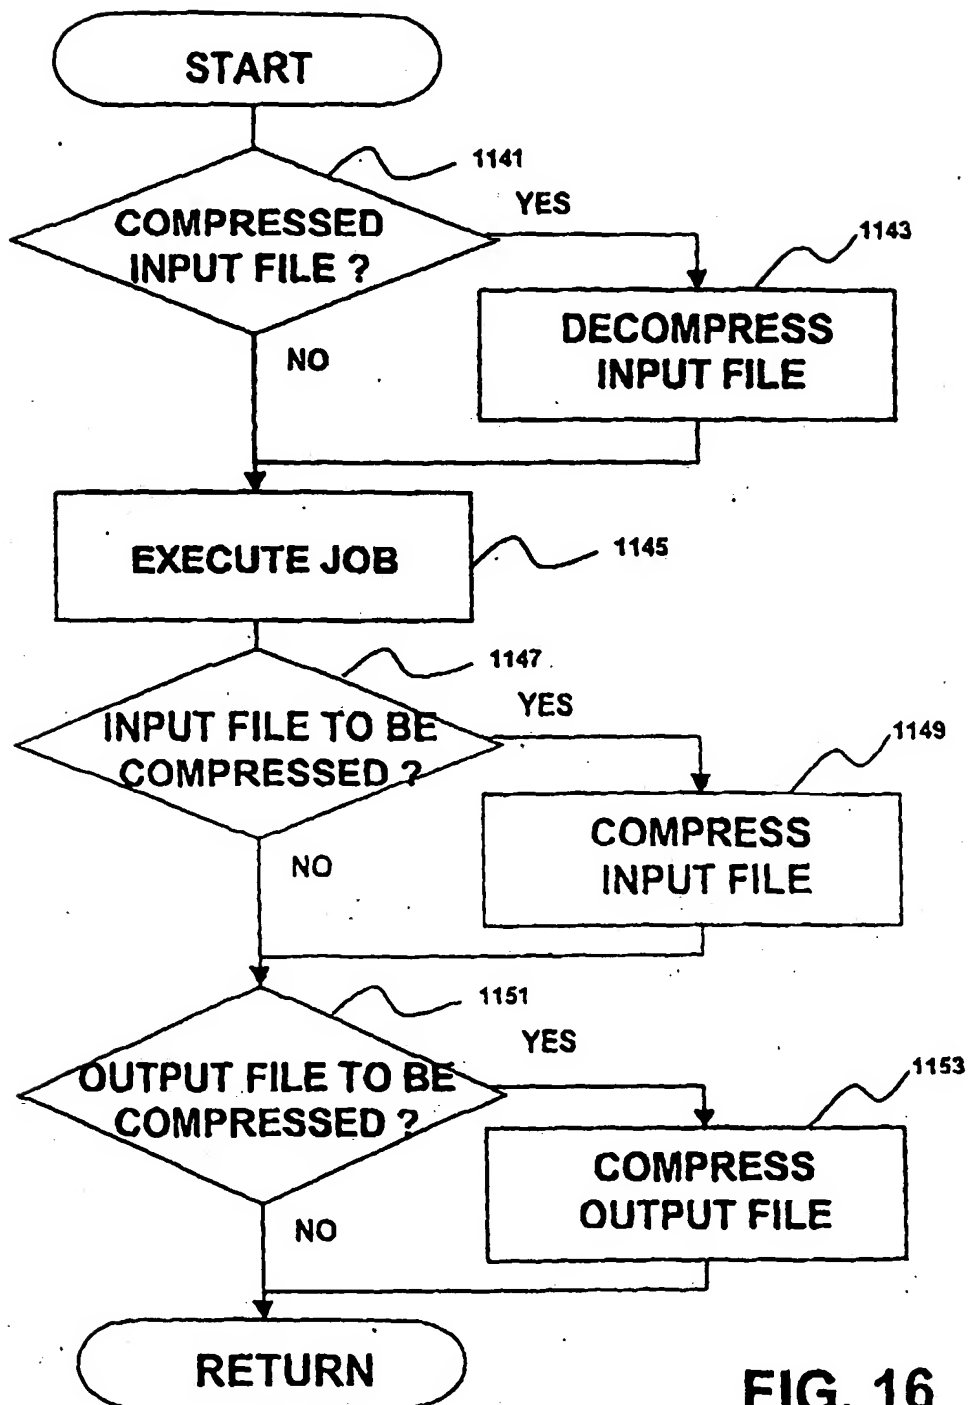 START
1141
YES
COMPRESSED
INPUT FILE ?
1143
DECOMPRESS
INPUT FILE
NO
EXECUTE JOB
1145
1147
YES
INPUT FILE TO BE
COMPRESSED ?
1149
COMPRESS
INPUT FILE
NO
1151
YES
OUTPUT FILE TO BE
COMPRESSED ?
1153
COMPRESS
OUTPUT FILE
NO
RETURN
FIG. 16